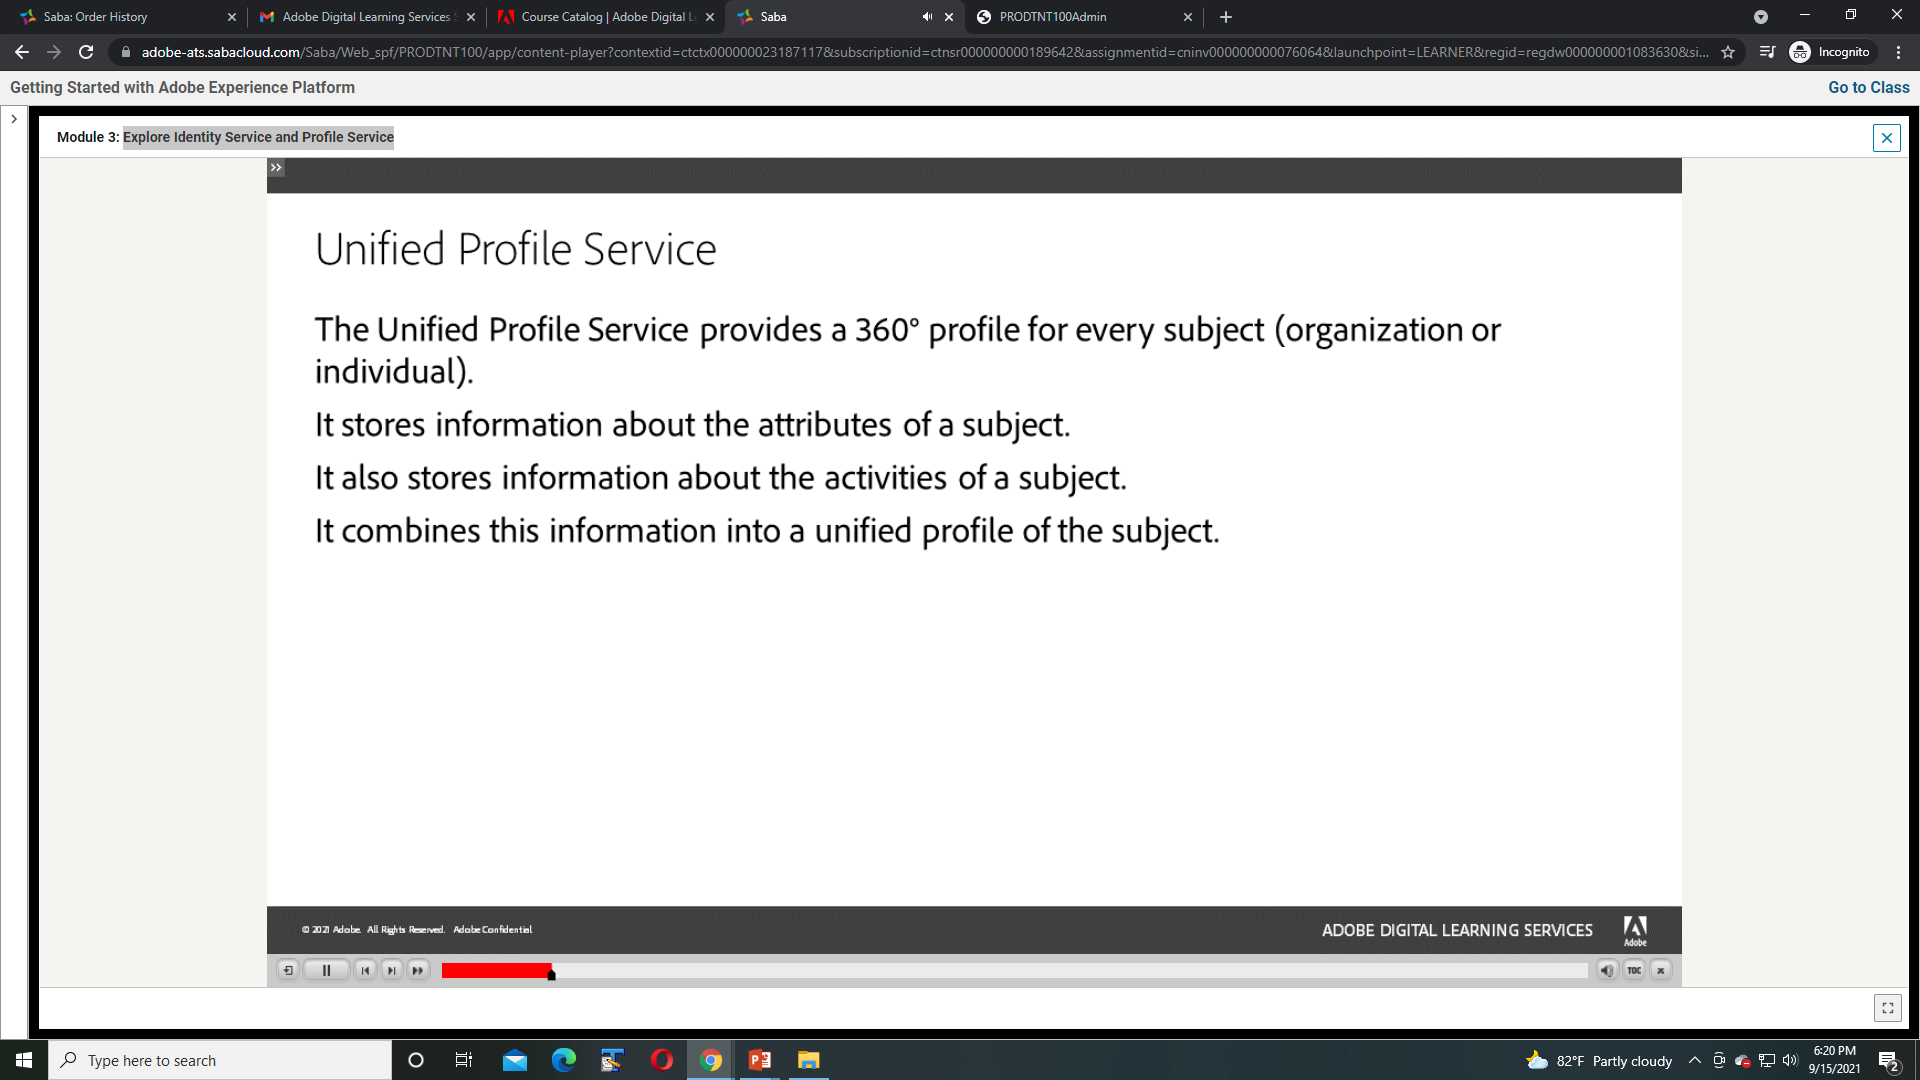 Saba: Order History
Adobe Digital Learning Services S
Course Catalog | Adobe Digital L
Saba
PRODTNT100Admin
adobe-ats.sabacloud.com/Saba/Web_spf/PRODTNT100/app/content-player?contextid=ctctx000000023187117&subscriptionid=ctnsr000000000189642&assignmentid=cninv000000000076064&launchpoint=LEARNER&regid=regdw000000001083630&si...
Incognito
Getting Started with Adobe Experience Platform
Go to Class
Module 3: Explore Identity Service and Profile Service
Unified Profile Service
The Unified Profile Service provides a 360° profile for every subject (organization or
individual).
It stores information about the attributes of a subject.
It also stores information about the activities of a subject.
It combines this information into a unified profile of the subject.
© 2021 Adobe. All Rights Reserved. Adobe Confidential
ADOBE DIGITAL LEARNING SERVICES
Adobe
TOC
Type here to search
82°F Partly cloudy
6:20 PM
9/15/2021
2